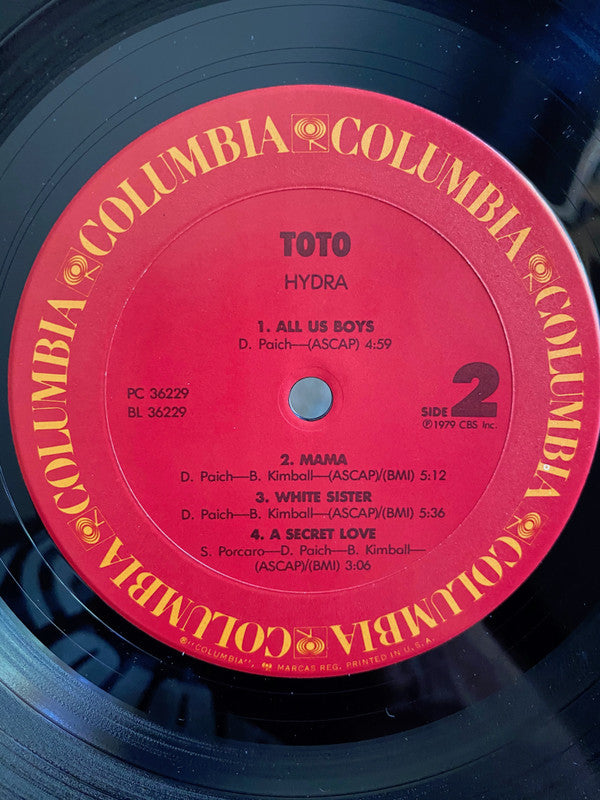 COLUMBIA COLUMBIA COLUMBIA COLUMBIA COLUMBIA COLUMBIA
TOTO
HYDRA
1. ALL US BOYS
D. Paich—(ASCAP) 4:59
PC 36229
BL 36229
SIDE 2
℗ 1979 CBS Inc.
2. MAMA
D. Paich—B. Kimball—(ASCAP)/(BMI) 5:12
3. WHITE SISTER
D. Paich—B. Kimball—(ASCAP)/(BMI) 5:36
4. A SECRET LOVE
S. Porcaro—D. Paich—B. Kimball—
(ASCAP)/(BMI) 3:06
℗"COLUMBIA", MARCAS REG. PRINTED IN U.S.A.